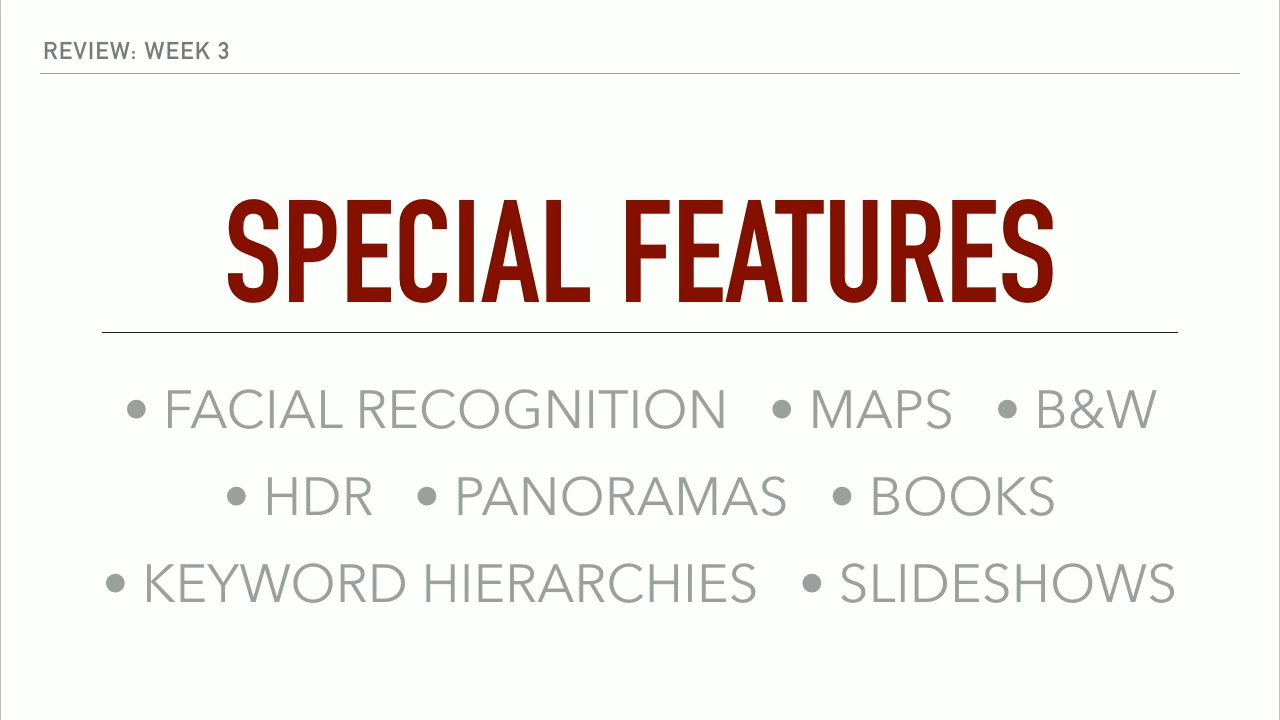 REVIEW: WEEK 3
SPECIAL FEATURES
• FACIAL RECOGNITION • MAPS • B&W
• HDR • PANORAMAS • BOOKS
• KEYWORD HIERARCHIES • SLIDESHOWS